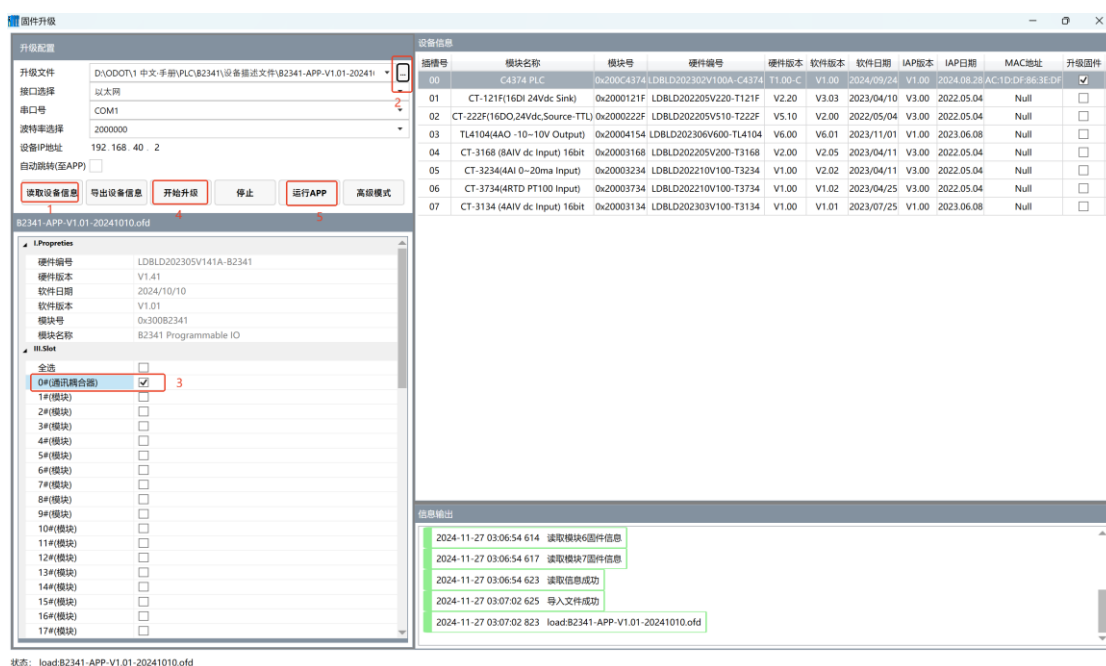 固件升级
升级配置
升级文件 D:\ODOT\1 中文-手册\PLC\B2341\设备描述文件\B2341-APP-V1.01-20241( ...
2
接口选择 以太网
串口号 COM1
波特率选择 2000000
设备IP地址 192.168.40.2
自动跳转(至APP)
读取设备信息 导出设备信息 开始升级 停止 运行APP 高级模式
1 4 5
B2341-APP-V1.01-20241010.ofd
I.Propreties
硬件编号 LDBLD202305V141A-B2341
硬件版本 V1.41
软件日期 2024/10/10
软件版本 V1.01
模块号 0x300B2341
模块名称 B2341 Programmable IO
III.Slot
全选
0#(通讯耦合器) 3
1#(模块)
2#(模块)
3#(模块)
4#(模块)
5#(模块)
6#(模块)
7#(模块)
8#(模块)
9#(模块)
10#(模块)
11#(模块)
12#(模块)
13#(模块)
14#(模块)
15#(模块)
16#(模块)
17#(模块)
设备信息
插槽号 模块名称 模块号 硬件编号 硬件版本 软件版本 软件日期 IAP版本 IAP日期 MAC地址 升级固件
00 C4374 PLC 0x200C4374 LDBLD202302V100A-C4374 T1.00-C V1.00 2024/09/24 V1.00 2024.08.28 AC:1D:DF:86:3E:DF
01 CT-121F(16DI 24Vdc Sink) 0x2000121F LDBLD202205V220-T121F V2.20 V3.03 2023/04/10 V3.00 2022.05.04 Null
02 CT-222F(16DO,24Vdc,Source-TTL) 0x2000222F LDBLD202205V510-T222F V5.10 V2.00 2022/05/04 V3.00 2022.05.04 Null
03 TL4104(4AO -10~10V Output) 0x20004154 LDBLD202306V600-TL4104 V6.00 V6.01 2023/11/01 V1.00 2023.06.08 Null
04 CT-3168 (8AIV dc Input) 16bit 0x20003168 LDBLD202205V200-T3168 V2.00 V2.05 2023/04/11 V3.00 2022.05.04 Null
05 CT-3234(4AI 0~20ma Input) 0x20003234 LDBLD202210V100-T3234 V1.00 V2.02 2023/04/11 V3.00 2022.05.04 Null
06 CT-3734(4RTD PT100 Input) 0x20003734 LDBLD202210V100-T3734 V1.00 V1.02 2023/04/25 V3.00 2022.05.04 Null
07 CT-3134 (4AIV dc Input) 16bit 0x20003134 LDBLD202303V100-T3134 V1.00 V1.01 2023/07/25 V1.00 2023.06.08 Null
信息输出
2024-11-27 03:06:54 614 读取模块6固件信息
2024-11-27 03:06:54 617 读取模块7固件信息
2024-11-27 03:06:54 623 读取信息成功
2024-11-27 03:07:02 625 导入文件成功
2024-11-27 03:07:02 823 load:B2341-APP-V1.01-20241010.ofd
状态: load:B2341-APP-V1.01-20241010.ofd